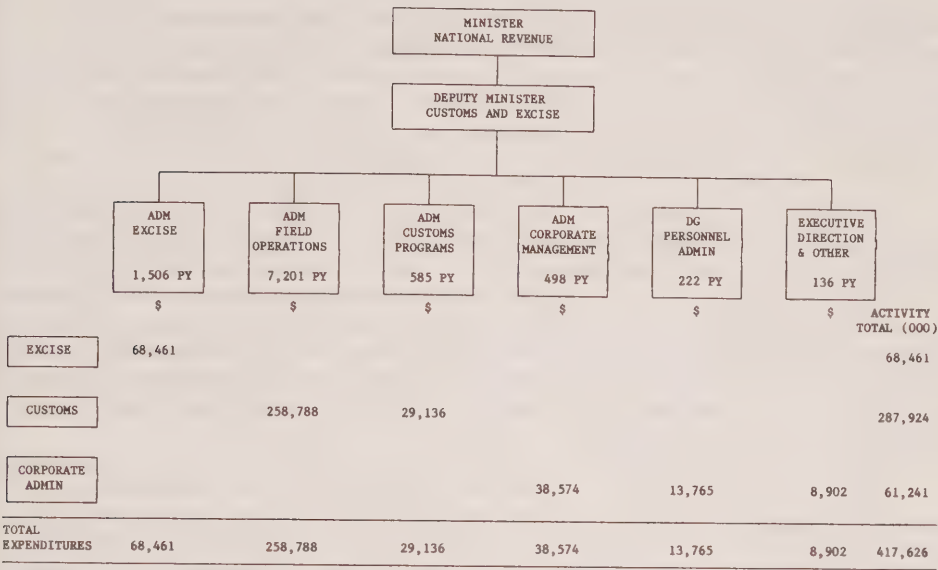 MINISTER
NATIONAL REVENUE
DEPUTY MINISTER
CUSTOMS AND EXCISE
ADM
EXCISE
1,506 PY
ADM
FIELD
OPERATIONS
7,201 PY
ADM
CUSTOMS
PROGRAMS
585 PY
ADM
CORPORATE
MANAGEMENT
498 PY
DG
PERSONNEL
ADMIN
222 PY
EXECUTIVE
DIRECTION
& OTHER
136 PY
$ $ $ $ $ $ ACTIVITY
TOTAL (000)
EXCISE 68,461 68,461
CUSTOMS 258,788 29,136 287,924
CORPORATE
ADMIN 38,574 13,765 8,902 61,241
TOTAL
EXPENDITURES 68,461 258,788 29,136 38,574 13,765 8,902 417,626